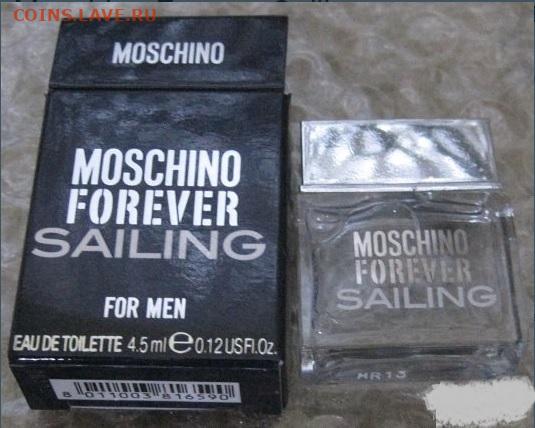 COINS.LAVE.RU
MOSCHINO
MOSCHINO
FOREVER
SAILING
FOR MEN
EAU DE TOILETTE 4.5 ml e 0.12 US Fl.Oz.
8 011003 816590
MOSCHINO
FOREVER
SAILING
HR13